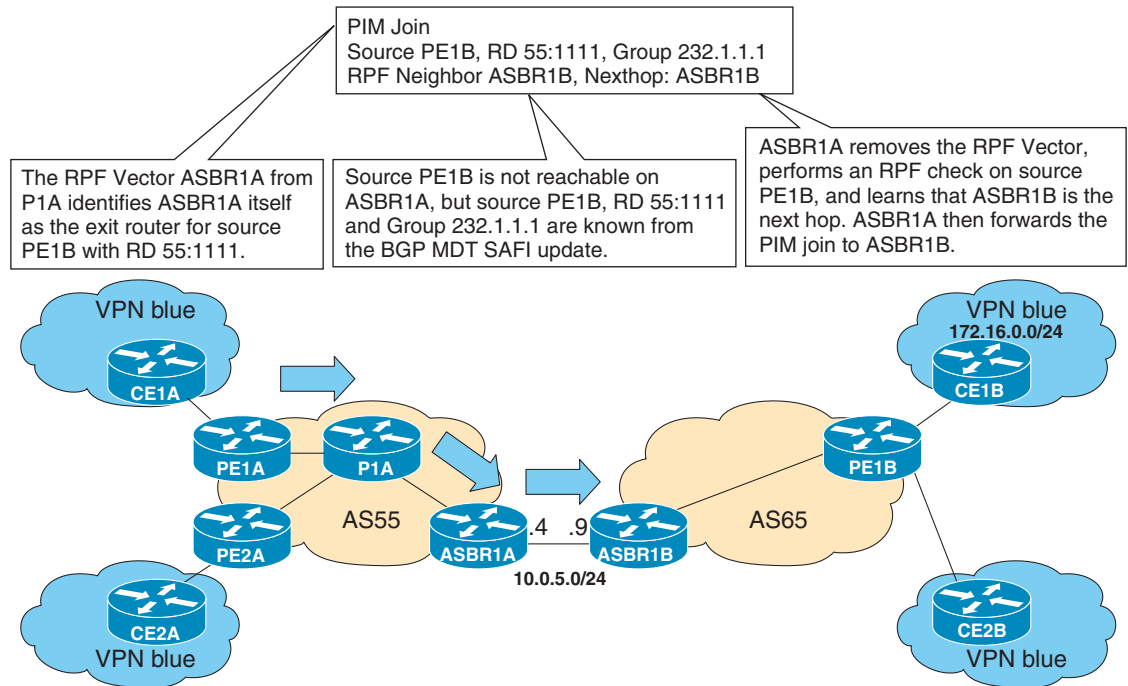 PIM Join
Source PE1B, RD 55:1111, Group 232.1.1.1
RPF Neighbor ASBR1B, Nexthop: ASBR1B
The RPF Vector ASBR1A from
P1A identifies ASBR1A itself
as the exit router for source
PE1B with RD 55:1111.
Source PE1B is not reachable on
ASBR1A, but source PE1B, RD 55:1111
and Group 232.1.1.1 are known from
the BGP MDT SAFI update.
ASBR1A removes the RPF Vector,
performs an RPF check on source
PE1B, and learns that ASBR1B is the
next hop. ASBR1A then forwards the
PIM join to ASBR1B.
VPN blue
CE1A
VPN blue
172.16.0.0/24
CE1B
PE1A
P1A
PE1B
PE2A
AS55
ASBR1A
.4
.9
ASBR1B
AS65
10.0.5.0/24
CE2A
VPN blue
CE2B
VPN blue